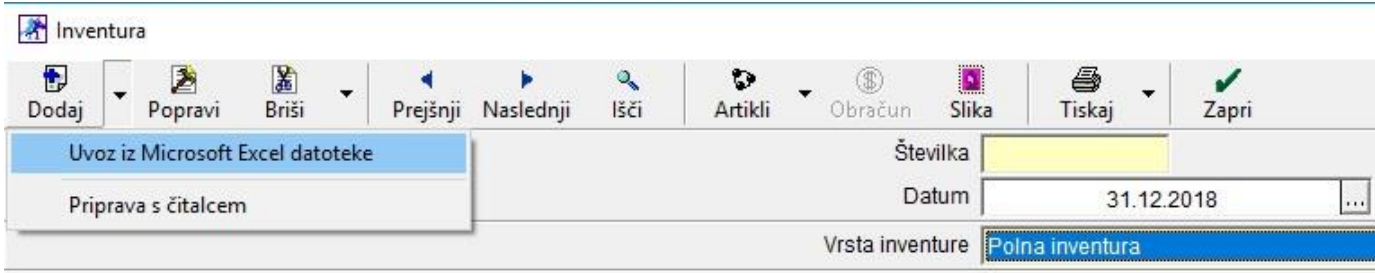 Inventura
Dodaj Popravi Briši Prejšnji Naslednji Išči Artikli Obračun Slika Tiskaj Zapri
Uvoz iz Microsoft Excel datoteke
Številka
Priprava s čitalcem
Datum 31.12.2018 ...
Vrsta inventure Polna inventura